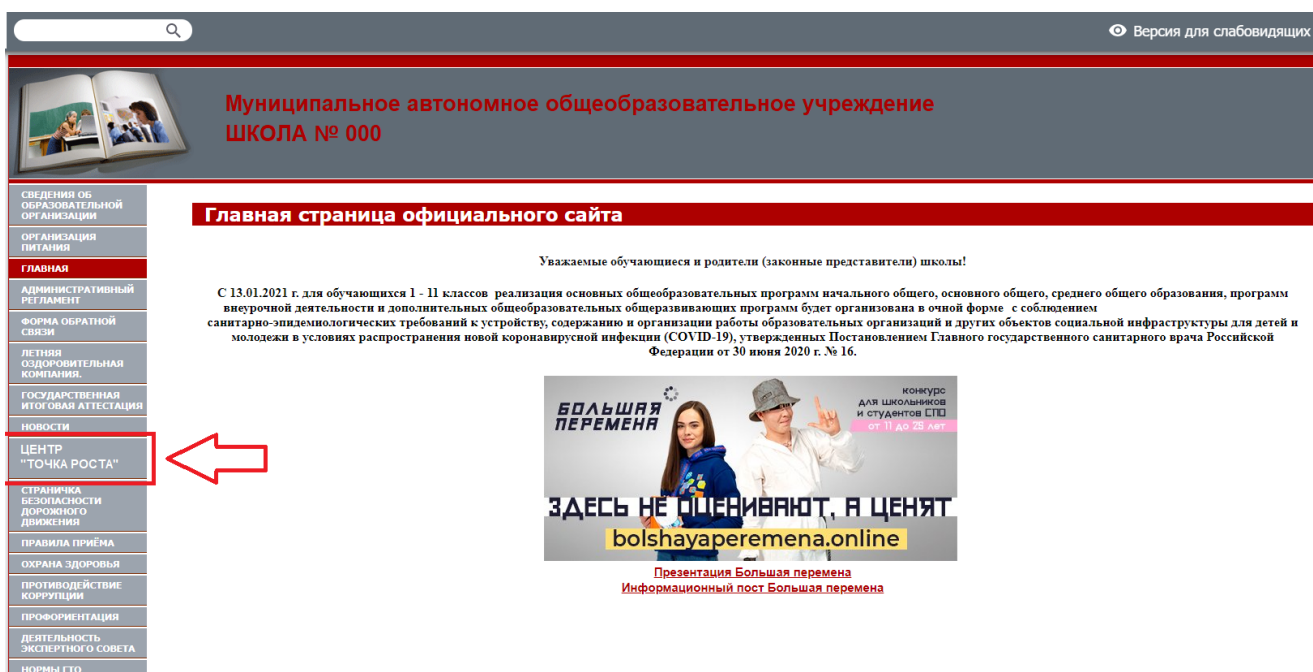 Версия для слабовидящих
Муниципальное автономное общеобразовательное учреждение
ШКОЛА № 000
СВЕДЕНИЯ ОБ
ОБРАЗОВАТЕЛЬНОЙ
ОРГАНИЗАЦИИ
ОРГАНИЗАЦИЯ
ПИТАНИЯ
ГЛАВНАЯ
АДМИНИСТРАТИВНЫЙ
РЕГЛАМЕНТ
ФОРМА ОБРАТНОЙ
СВЯЗИ
ЛЕТНЯЯ
ОЗДОРОВИТЕЛЬНАЯ
КОМПАНИЯ.
ГОСУДАРСТВЕННАЯ
ИТОГОВАЯ АТТЕСТАЦИЯ
НОВОСТИ
ЦЕНТР
"ТОЧКА РОСТА"
СТРАНИЧКА
БЕЗОПАСНОСТИ
ДОРОЖНОГО
ДВИЖЕНИЯ
ПРАВИЛА ПРИЁМА
ОХРАНА ЗДОРОВЬЯ
ПРОТИВОДЕЙСТВИЕ
КОРРУПЦИИ
ПРОФОРИЕНТАЦИЯ
ДЕЯТЕЛЬНОСТЬ
ЭКСПЕРТНОГО СОВЕТА
НОРМЫ ГТО
Главная страница официального сайта
Уважаемые обучающиеся и родители (законные представители) школы!
С 13.01.2021 г. для обучающихся 1 - 11 классов реализация основных общеобразовательных программ начального общего, основного общего, среднего общего образования, программ
внеурочной деятельности и дополнительных общеобразовательных общеразвивающих программ будет организована в очной форме с соблюдением
санитарно-эпидемиологических требований к устройству, содержанию и организации работы образовательных организаций и других объектов социальной инфраструктуры для детей и
молодежи в условиях распространения новой коронавирусной инфекции (COVID-19), утвержденных Постановлением Главного государственного санитарного врача Российской
Федерации от 30 июня 2020 г. № 16.
БОЛЬШАЯ
ПЕРЕМЕНА
конкурс
для школьников
и студентов СПО
от 11 до 25 лет
ЗДЕСЬ НЕ ОЦЕНИВАЮТ, А ЦЕНЯТ
bolshayaperemena.online
Презентация Большая перемена
Информационный пост Большая перемена